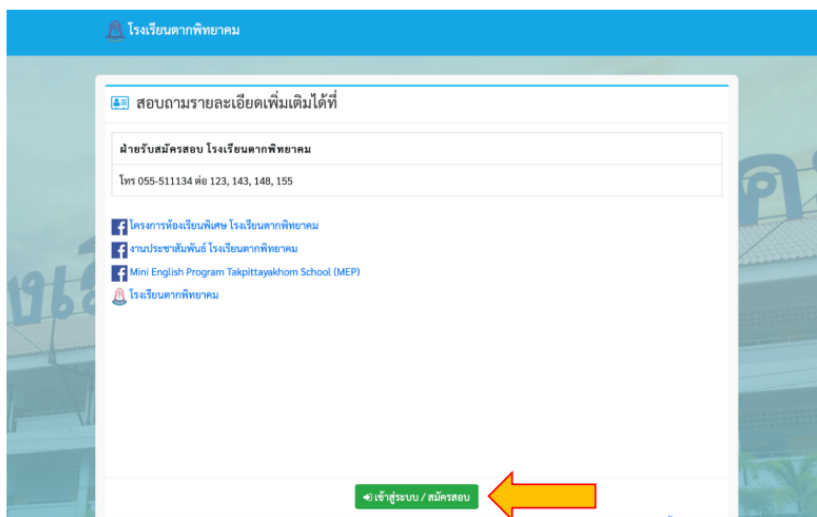 โรงเรียนตากพิทยาคม
สอบถามรายละเอียดเพิ่มเติมได้ที่
ฝ่ายรับสมัครสอบ โรงเรียนตากพิทยาคม
โทร 055-511134 ต่อ 123, 143, 148, 155
โครงการห้องเรียนพิเศษ โรงเรียนตากพิทยาคม
งานประชาสัมพันธ์ โรงเรียนตากพิทยาคม
Mini English Program Takpittayakhom School (MEP)
โรงเรียนตากพิทยาคม
เข้าสู่ระบบ / สมัครสอบ